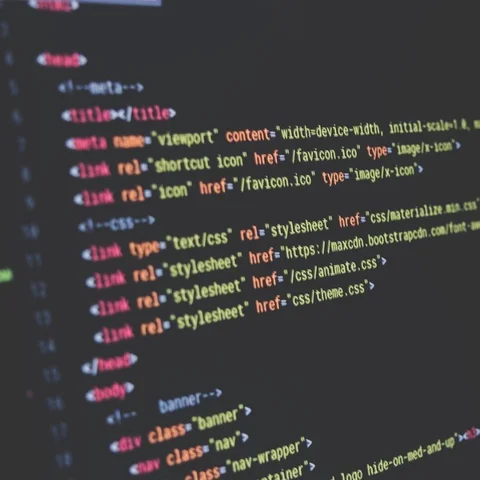 <head>
<!--meta-->
<title></title>
<meta name="viewport" content="width=device-width, initial-scale=1.0,
<link rel="shortcut icon" href="/favicon.ico" type="image/x-icon">
<link rel="icon" href="/favicon.ico" type="image/x-icon">
<!--css-->
<link type="text/css" rel="stylesheet" href="css/materialize.min.css"
<link rel="stylesheet" href="https://maxcdn.bootstrapcdn.com/font-aw
<link rel="stylesheet" href="/css/animate.css">
<link rel="stylesheet" href="css/theme.css">
</head>
<body>
<!-- banner-->
<div class="banner">
<nav class="nav">
class="nav-wrapper">
logo hide-on-med-and-up">